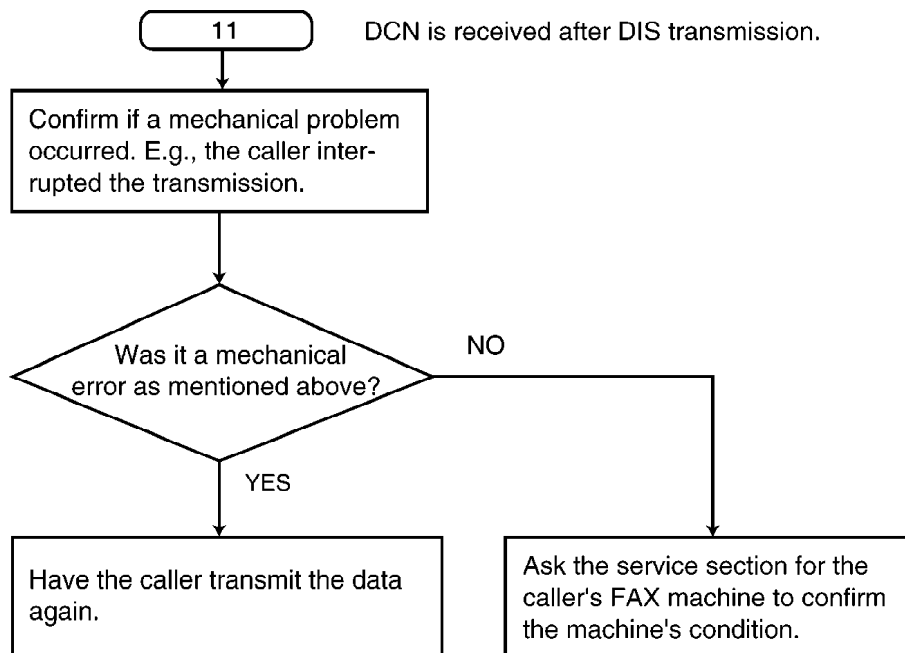 11
DCN is received after DIS transmission.
Confirm if a mechanical problem
occurred. E.g., the caller inter-
rupted the transmission.
Was it a mechanical
error as mentioned above?
NO
YES
Have the caller transmit the data
again.
Ask the service section for the
caller's FAX machine to confirm
the machine's condition.